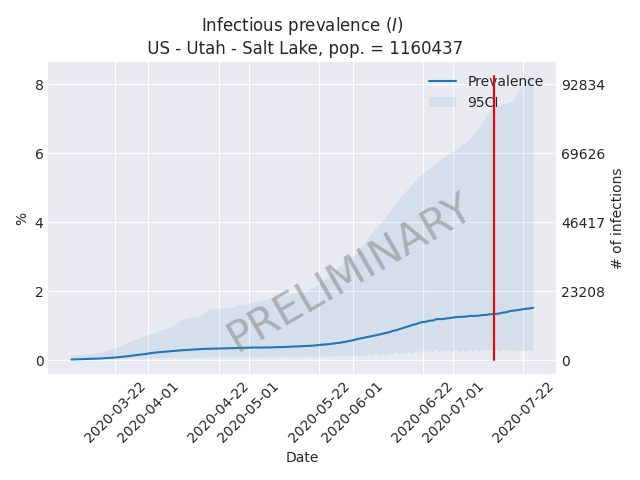 Infectious prevalence (I)
US - Utah - Salt Lake, pop. = 1160437
Prevalence
95CI
8
6
4
2
0
%
92834
69626
46417
23208
0
# of infections
PRELIMINARY
2020-03-22
2020-04-01
2020-04-22
2020-05-01
2020-05-22
2020-06-01
2020-06-22
2020-07-01
2020-07-22
Date